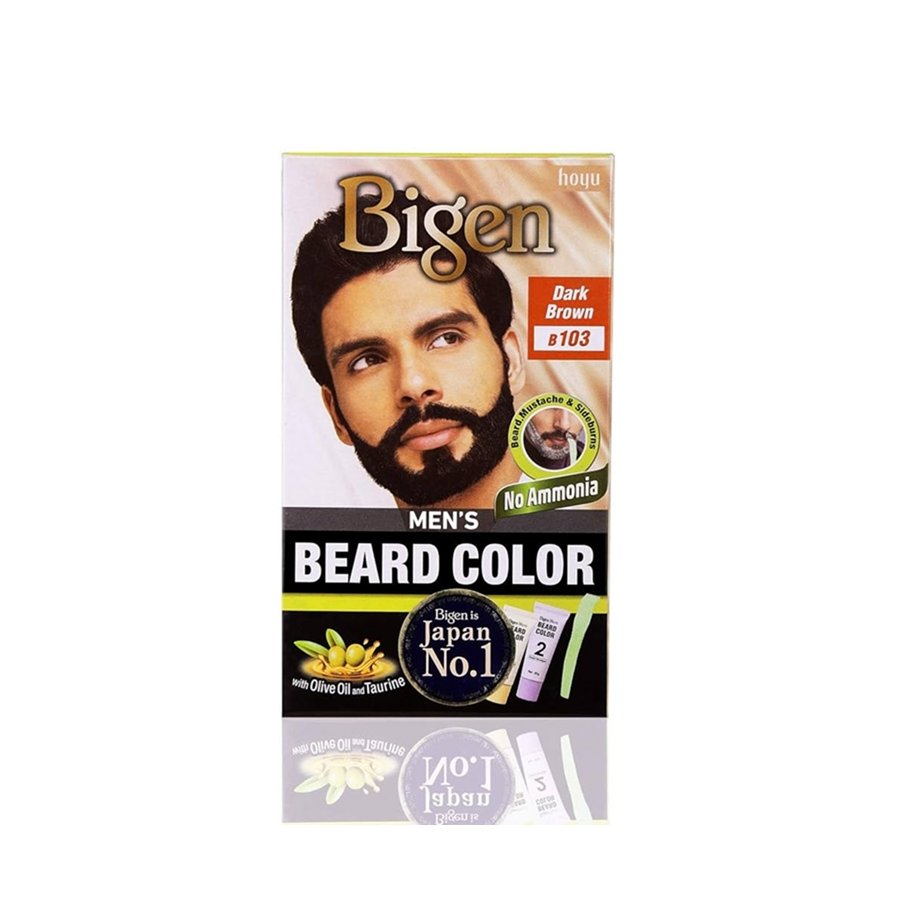 hoyu
Bigen
Dark
Brown
B103
Beard, Mustache & Sideburns
No Ammonia
MEN'S
BEARD COLOR
Bigen is
Japan
No.1
BEARD
COLOR
2
with Olive Oil and Taurine